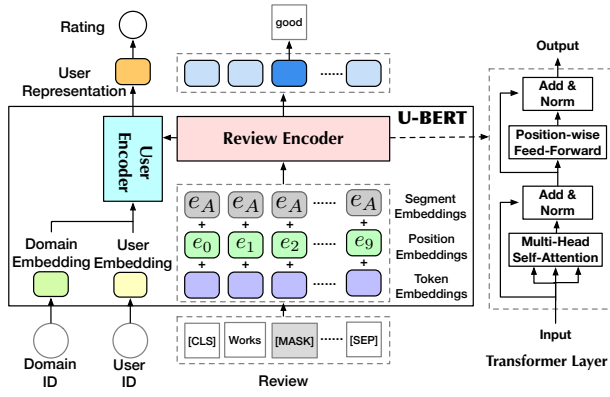 Rating
good
Output
User
Representation
Add &
Norm
U-BERT
Review Encoder
User
Encoder
Position-wise
Feed-Forward
e_A e_A e_A ...... e_A
Segment
Embeddings
+ + + +
Add &
Norm
Domain
Embedding
User
Embedding
e_0 e_1 e_2 ...... e_9
Position
Embeddings
+ + + +
Multi-Head
Self-Attention
......
Token
Embeddings
[CLS] Works [MASK] ...... [SEP]
Input
Domain
ID
User
ID
Review
Transformer Layer